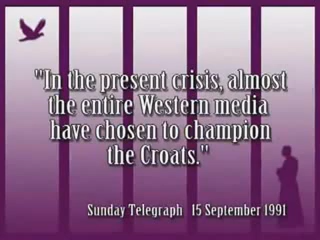 "In the present crisis, almost
the entire Western media
have chosen to champion
the Croats."
Sunday Telegraph 15 September 1991